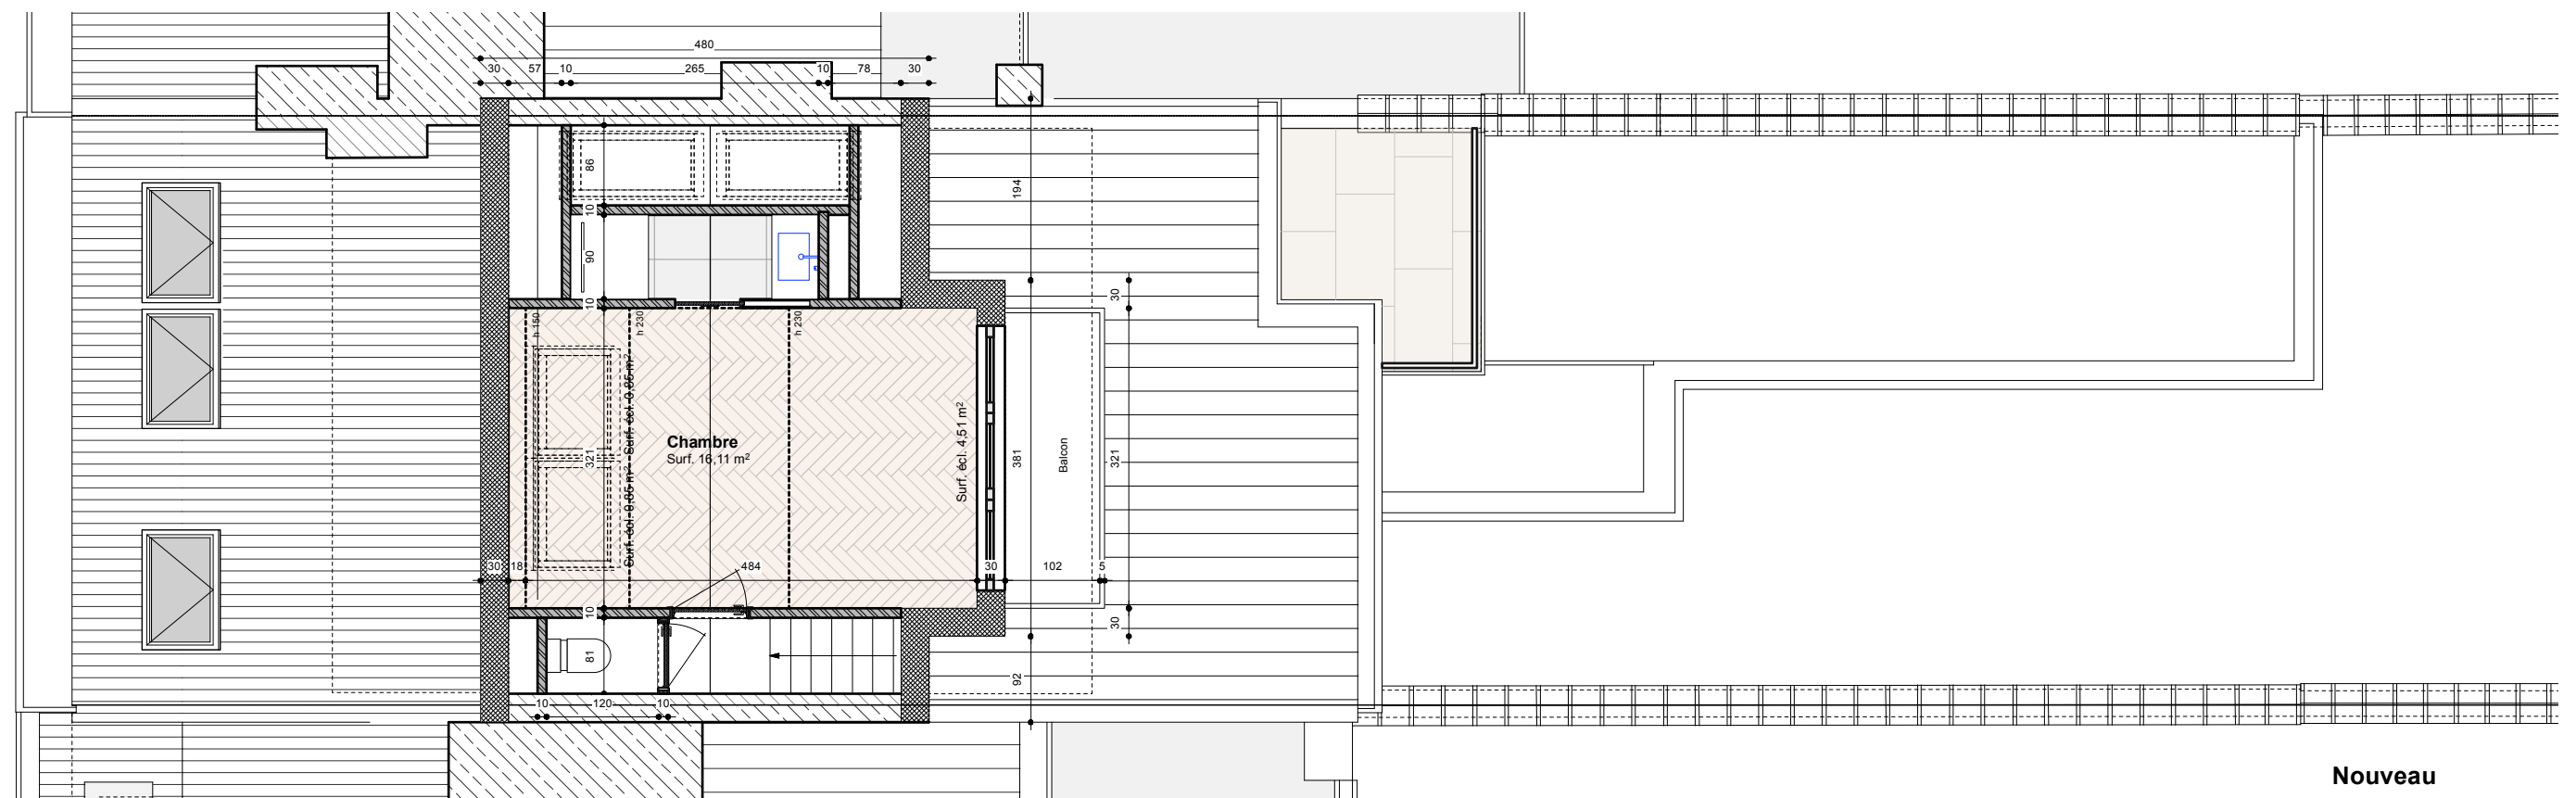 480
30 57 10 265 10 78 30
86
10
90
10
194
30
h 150
h 230
h 230
Surf. écl. 0,85 m² Surf. écl. 0,85 m²
Chambre
Surf. 16,11 m²
321
Surf. écl. 4,51 m²
381
Balcon
321
30 18 484 30 102 5
10
81
30
92
10 120 10
Nouveau